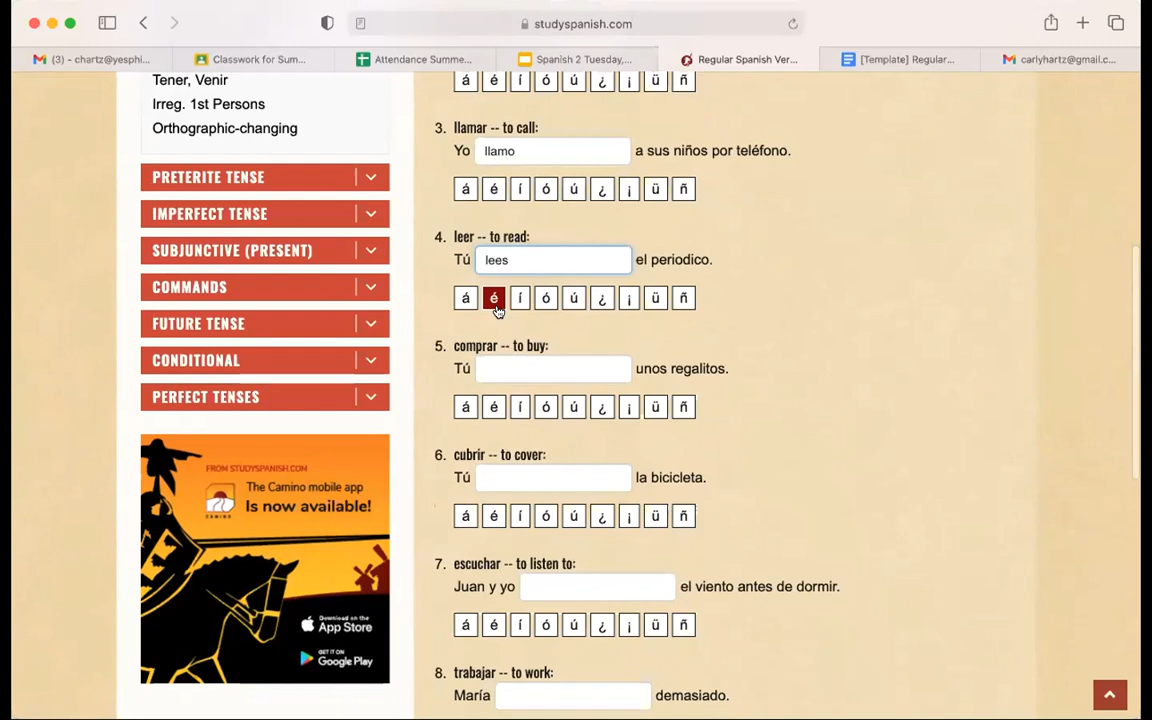 studyspanish.com
(3) - chartz@yesphi...
Classwork for Sum...
Attendance Summe...
Spanish 2 Tuesday,...
Regular Spanish Ver...
[Template] Regular...
carlyhartz@gmail.c...
Tener, Venir
Irreg. 1st Persons
Orthographic-changing
PRETERITE TENSE
IMPERFECT TENSE
SUBJUNCTIVE (PRESENT)
COMMANDS
FUTURE TENSE
CONDITIONAL
PERFECT TENSES
FROM STUDYSPANISH.COM
The Camino mobile app
Is now available!
CAMINO
Download on the
App Store
GET IT ON
Google Play
á é í ó ú ¿ ¡ ü ñ
3. llamar -- to call:
Yo llamo a sus niños por teléfono.
á é í ó ú ¿ ¡ ü ñ
4. leer -- to read:
Tú lees el periodico.
á é í ó ú ¿ ¡ ü ñ
5. comprar -- to buy:
Tú unos regalitos.
á é í ó ú ¿ ¡ ü ñ
6. cubrir -- to cover:
Tú la bicicleta.
á é í ó ú ¿ ¡ ü ñ
7. escuchar -- to listen to:
Juan y yo el viento antes de dormir.
á é í ó ú ¿ ¡ ü ñ
8. trabajar -- to work:
María demasiado.